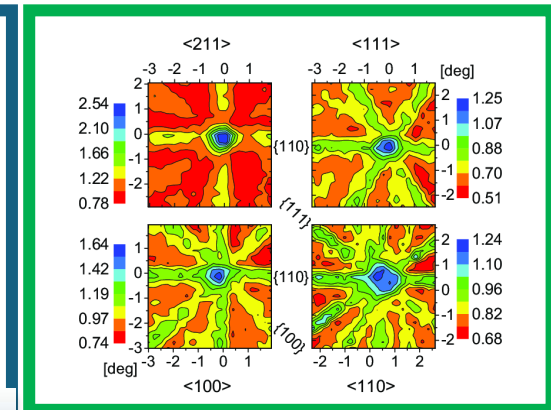 <211> <111>
-3 -2 -1 0 1 -3 -2 -1 0 1 [deg]
2.54 2.10 1.66 1.22 0.78
2 1 0 -1 -2
{110}
2 1 0 -1 -2
1.25 1.07 0.88 0.70 0.51
{111}
1.64 1.42 1.19 0.97 0.74
1 0 -1 -2 -3
{110}
{100}
2 1 0 -1 -2
1.24 1.10 0.96 0.82 0.68
[deg] -3 -2 -1 0 1 -2 -1 0 1 2
<100> <110>